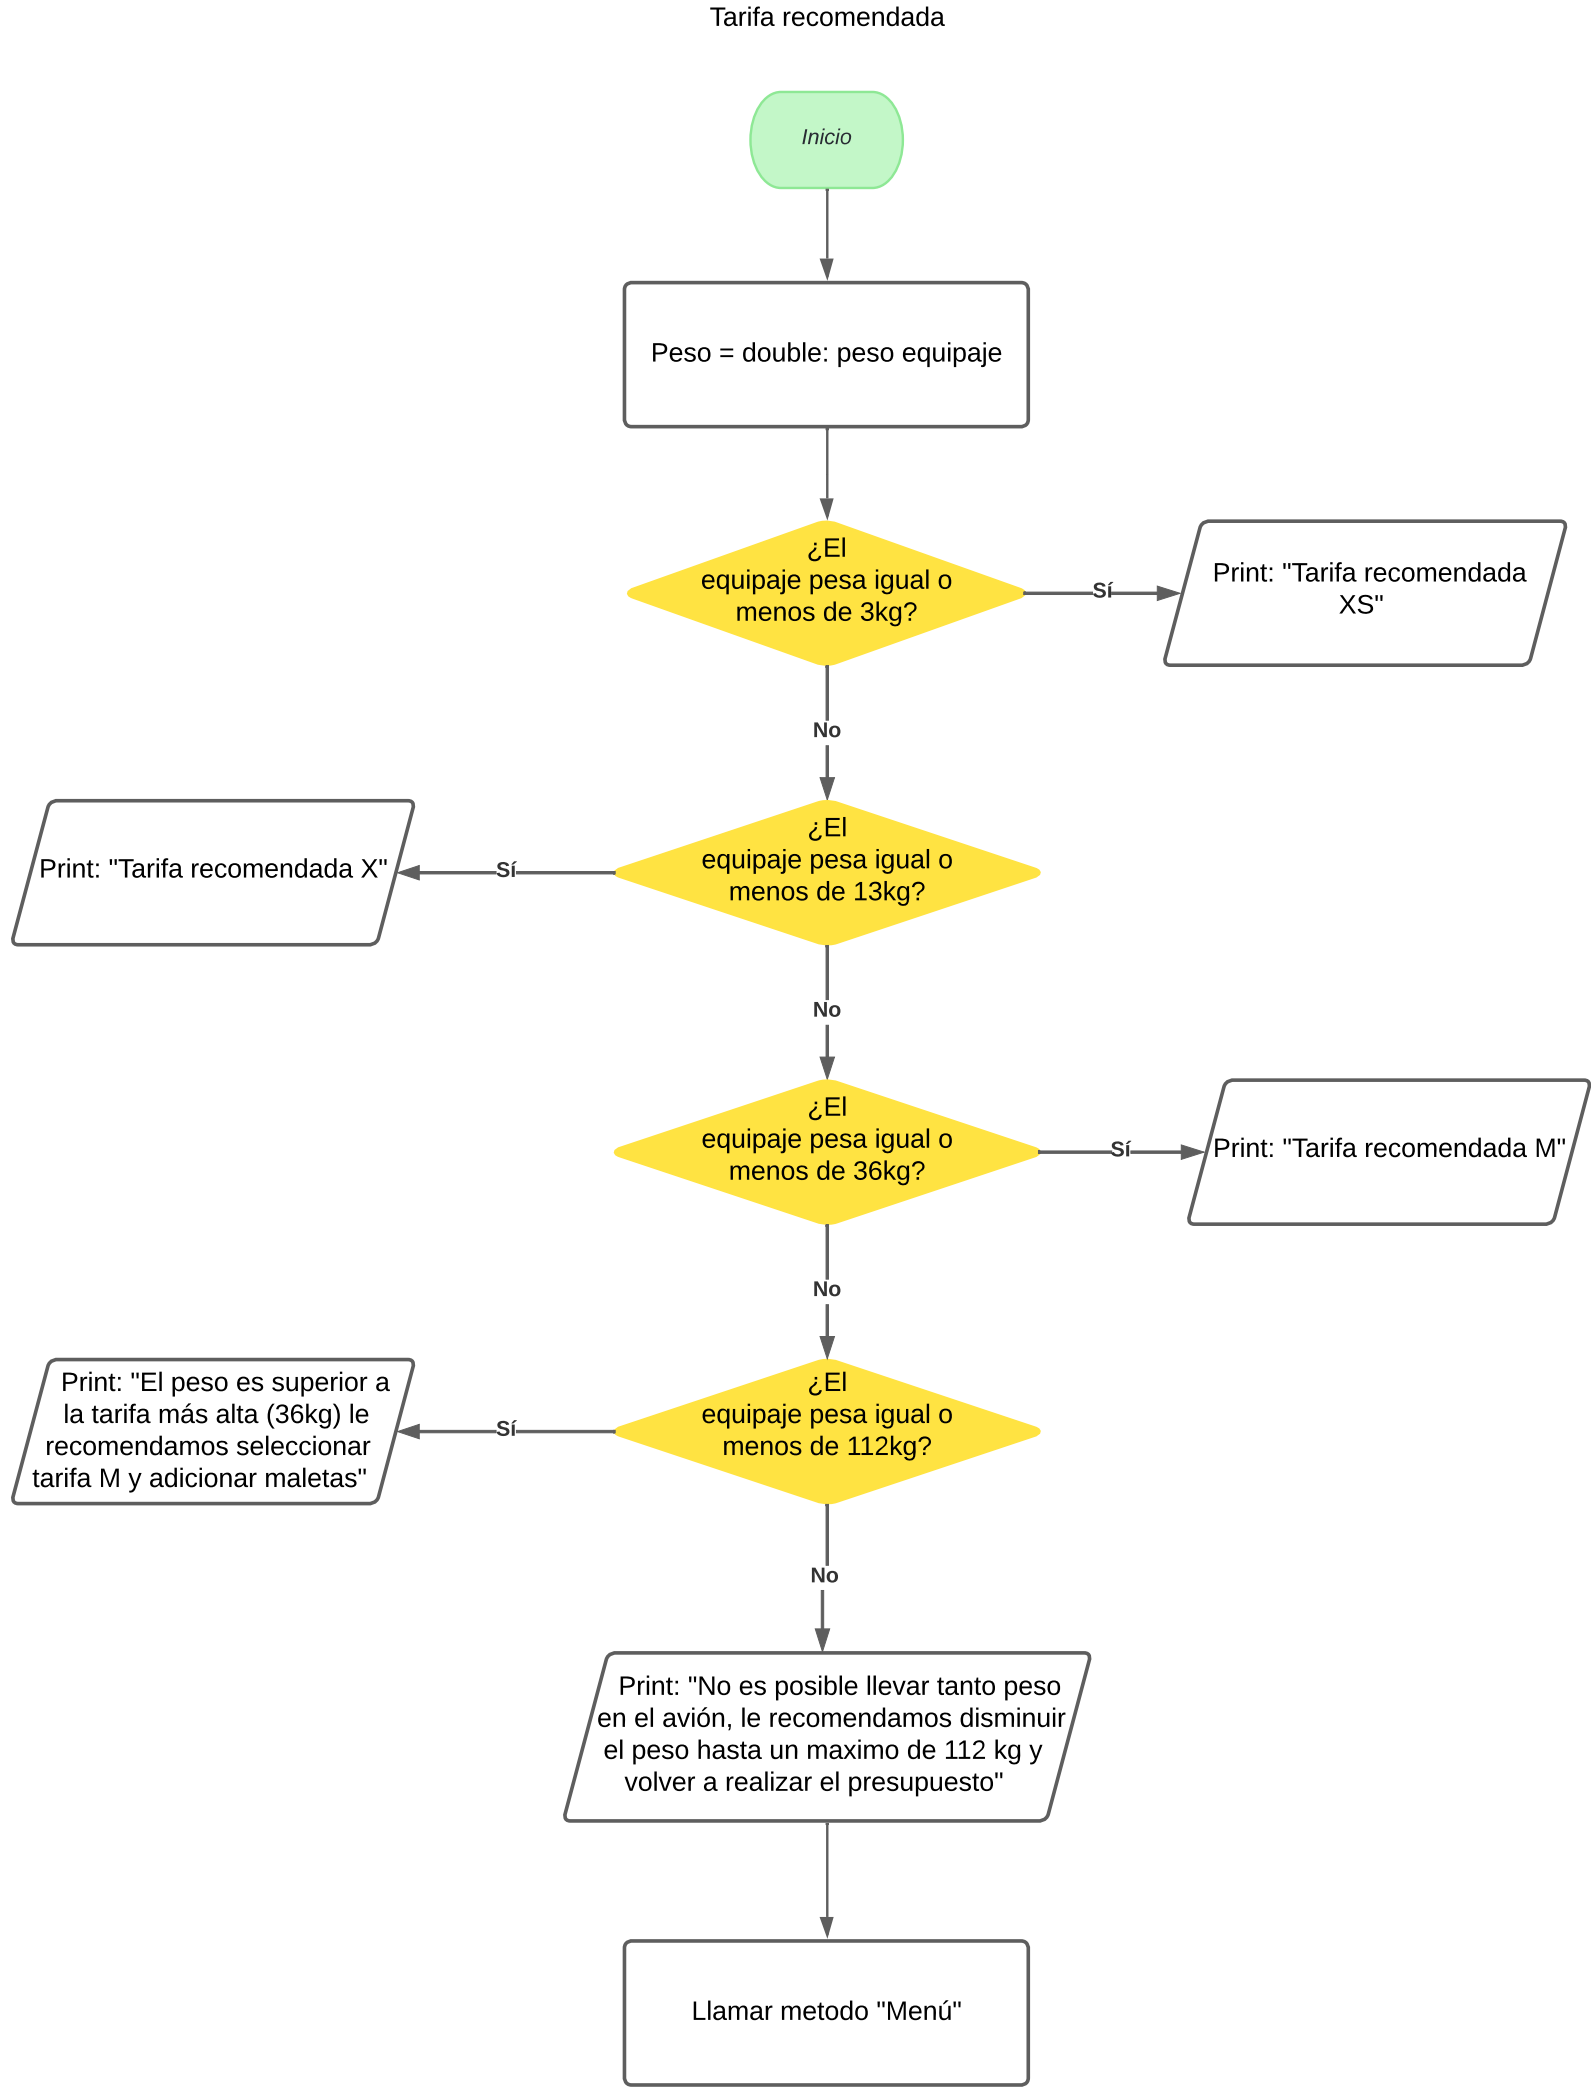 Tarifa recomendada
Inicio
Peso = double: peso equipaje
¿El
equipaje pesa igual o
menos de 3kg?
Sí
Print: "Tarifa recomendada
XS"
No
Print: "Tarifa recomendada X"
Sí
¿El
equipaje pesa igual o
menos de 13kg?
No
¿El
equipaje pesa igual o
menos de 36kg?
Sí
Print: "Tarifa recomendada M"
No
Print: "El peso es superior a
la tarifa más alta (36kg) le
recomendamos seleccionar
tarifa M y adicionar maletas"
Sí
¿El
equipaje pesa igual o
menos de 112kg?
No
Print: "No es posible llevar tanto peso
en el avión, le recomendamos disminuir
el peso hasta un maximo de 112 kg y
volver a realizar el presupuesto"
Llamar metodo "Menú"